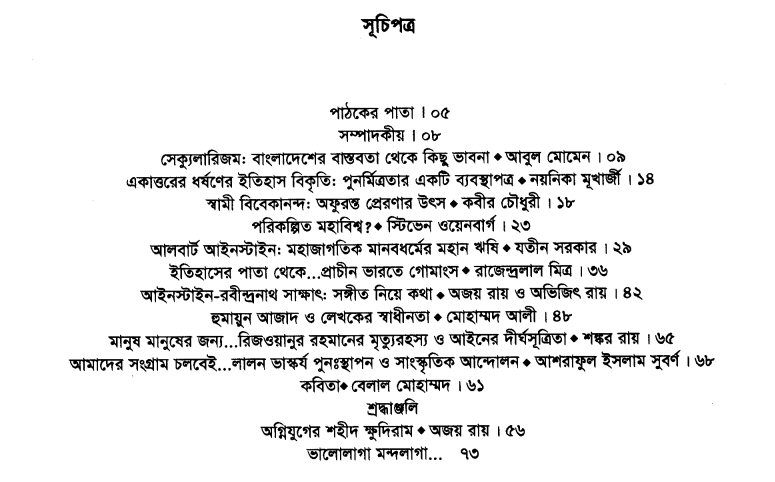 সূচিপত্র
পাঠকের পাতা । ০৫
সম্পাদকীয় । ০৮
সেক্যুলারিজম: বাংলাদেশের বাস্তবতা থেকে কিছু ভাবনা ◆ আবুল মোমেন । ০৯
একাত্তরের ধর্ষণের ইতিহাস বিকৃতি: পুনর্মিত্রতার একটি ব্যবস্থাপত্র ◆ নয়নিকা মূখার্জী । ১৪
স্বামী বিবেকানন্দ: অফুরন্ত প্রেরণার উৎস ◆ কবীর চৌধুরী । ১৮
পরিকল্পিত মহাবিশ্ব? ◆ স্টিভেন ওয়েনবার্গ । ২৩
আলবার্ট আইনস্টাইন: মহাজাগতিক মানবধর্মের মহান ঋষি ◆ যতীন সরকার । ২৯
ইতিহাসের পাতা থেকে...প্রাচীন ভারতে গোমাংস ◆ রাজেন্দ্রলাল মিত্র । ৩৬
আইনস্টাইন-রবীন্দ্রনাথ সাক্ষাৎ: সঙ্গীত নিয়ে কথা ◆ অজয় রায় ও অভিজিৎ রায় । ৪২
হুমায়ুন আজাদ ও লেখকের স্বাধীনতা ◆ মোহাম্মদ আলী । ৪৮
মানুষ মানুষের জন্য...রিজওয়ানুর রহমানের মৃত্যুরহস্য ও আইনের দীর্ঘসূত্রিতা ◆ শঙ্কর রায় । ৬৫
আমাদের সংগ্রাম চলবেই...লালন ভাস্কর্য পুনঃস্থাপন ও সাংস্কৃতিক আন্দোলন ◆ আশরাফুল ইসলাম সুবর্ণ । ৬৮
কবিতা ◆ বেলাল মোহাম্মদ । ৬১
শ্রদ্ধাঞ্জলি
অগ্নিযুগের শহীদ ক্ষুদিরাম ◆ অজয় রায় । ৫৬
ভালোলাগা মন্দলাগা... ৭৩